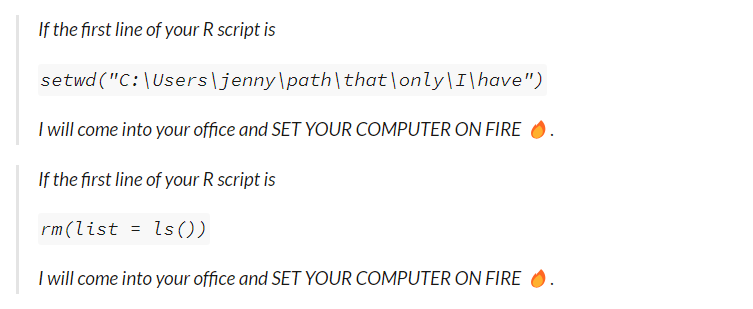 If the first line of your R script is
setwd("C:\Users\jenny\path\that\only\I\have")
I will come into your office and SET YOUR COMPUTER ON FIRE 🔥.
If the first line of your R script is
rm(list = ls())
I will come into your office and SET YOUR COMPUTER ON FIRE 🔥.